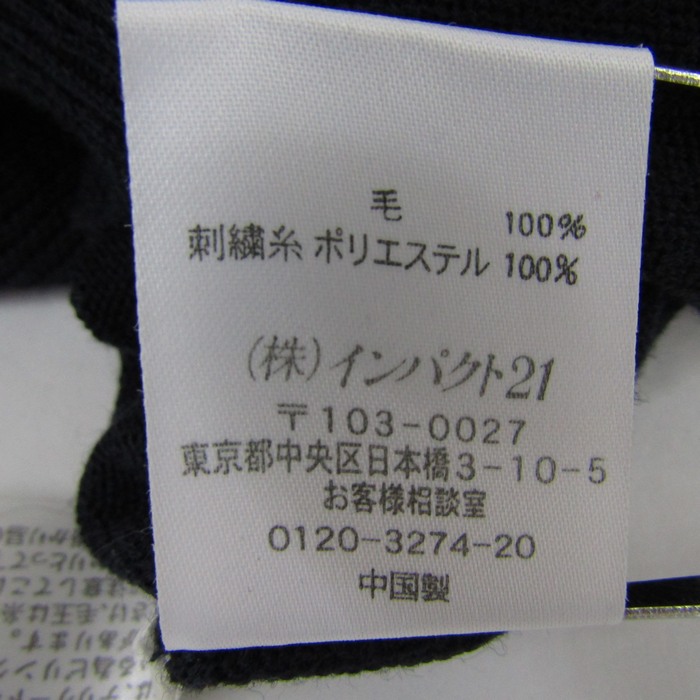 毛 100%
刺繍糸 ポリエステル 100%
(株)インパクト21
〒103-0027
東京都中央区日本橋3-10-5
お客様相談室
0120-3274-20
中国製